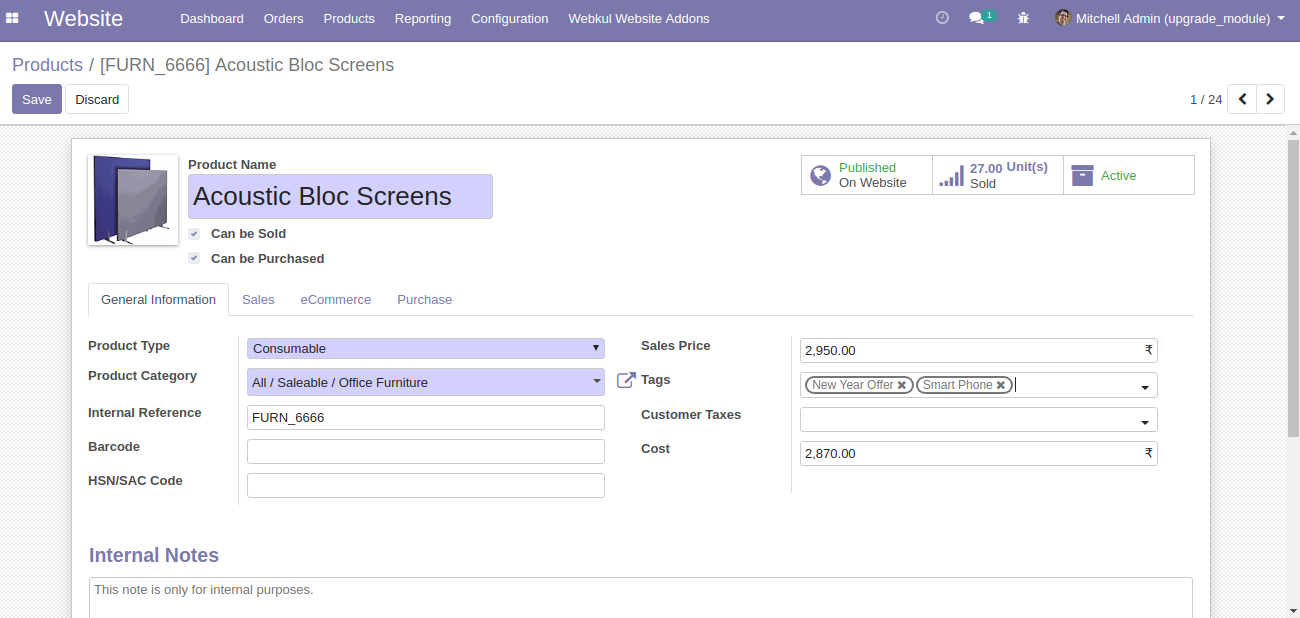 Website Dashboard Orders Products Reporting Configuration Webkul Website Addons 1 Mitchell Admin (upgrade_module)
Products / [FURN_6666] Acoustic Bloc Screens
Save Discard 1 / 24
Product Name
Acoustic Bloc Screens
Can be Sold
Can be Purchased
Published
On Website
27.00 Unit(s)
Sold
Active
General Information Sales eCommerce Purchase
Product Type Consumable
Product Category All / Saleable / Office Furniture
Internal Reference FURN_6666
Barcode
HSN/SAC Code
Sales Price 2,950.00 ₹
Tags New Year Offer Smart Phone
Customer Taxes
Cost 2,870.00 ₹
Internal Notes
This note is only for internal purposes.